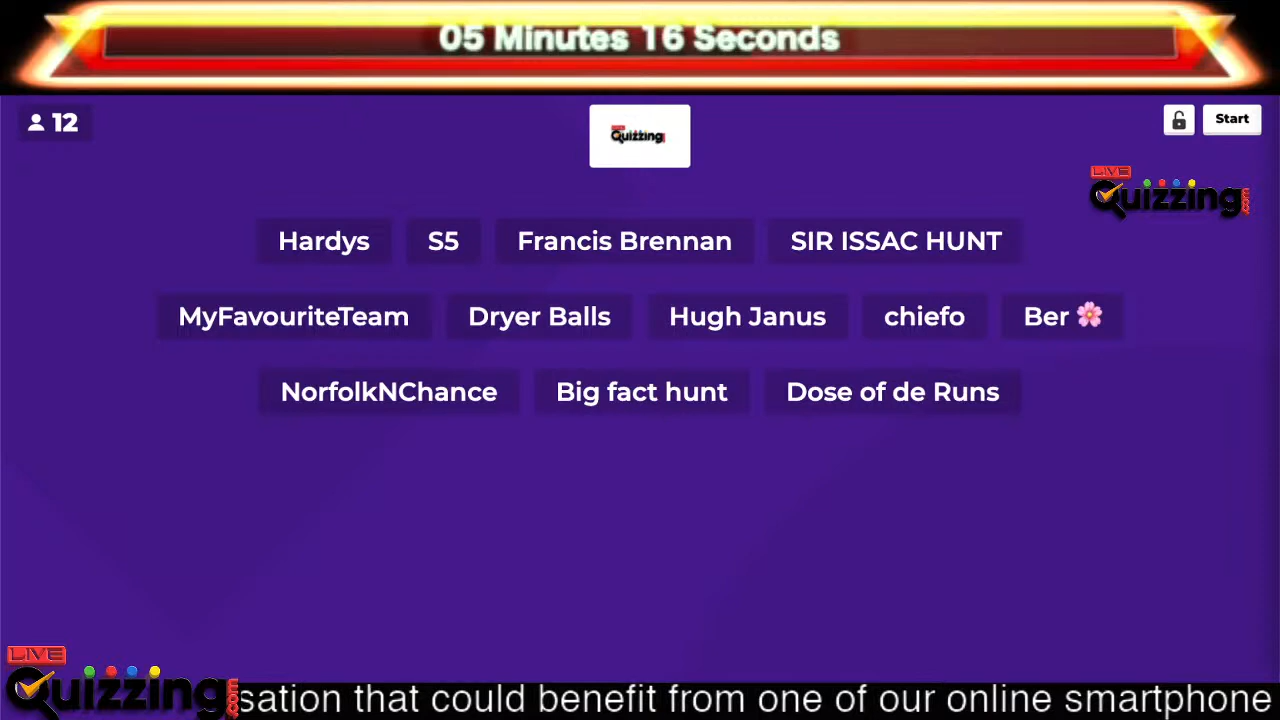 05 Minutes 16 Seconds
12
Quizzing
Start
LIVE
Quizzing.com
Hardys S5 Francis Brennan SIR ISSAC HUNT
MyFavouriteTeam Dryer Balls Hugh Janus chiefo Ber 🌸
NorfolkNChance Big fact hunt Dose of de Runs
LIVE
Quizzing.com
sation that could benefit from one of our online smartphone